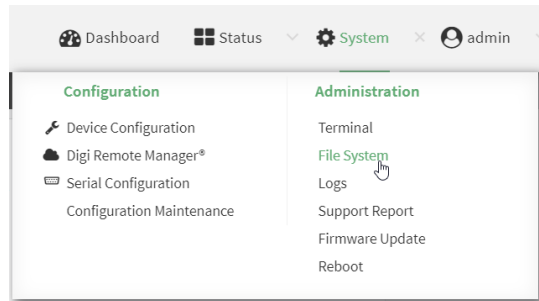 Dashboard Status System admin
Configuration
Device Configuration
Digi Remote Manager®
Serial Configuration
Configuration Maintenance
Administration
Terminal
File System
Logs
Support Report
Firmware Update
Reboot